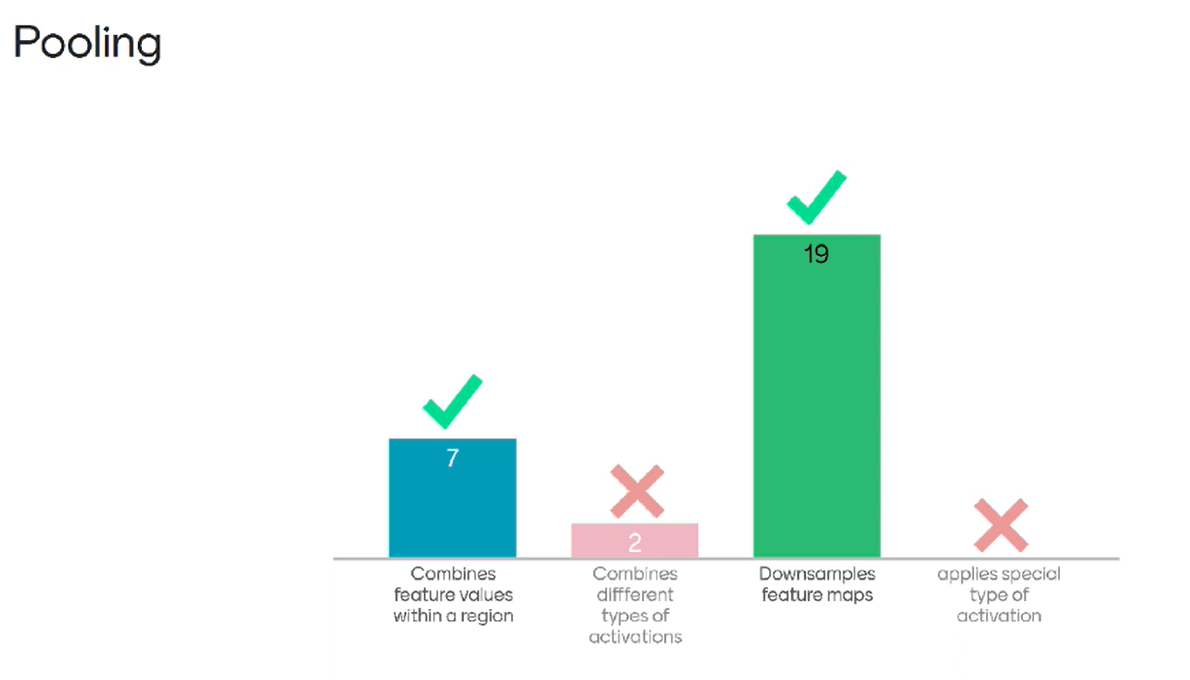 Pooling
19
7
2
Combines
feature values
within a region
Combines
diffferent
types of
activations
Downsamples
feature maps
applies special
type of
activation